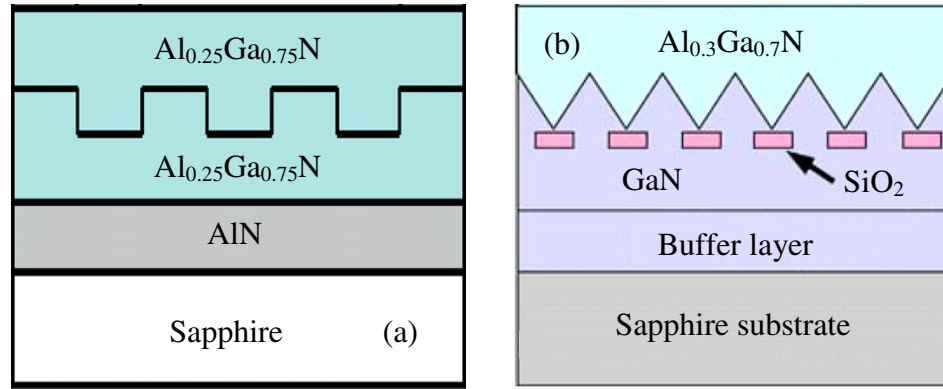 Al₀.₂₅Ga₀.₇₅N
Al₀.₂₅Ga₀.₇₅N
AlN
Sapphire (a)
(b) Al₀.₃Ga₀.₇N
GaN
SiO₂
Buffer layer
Sapphire substrate